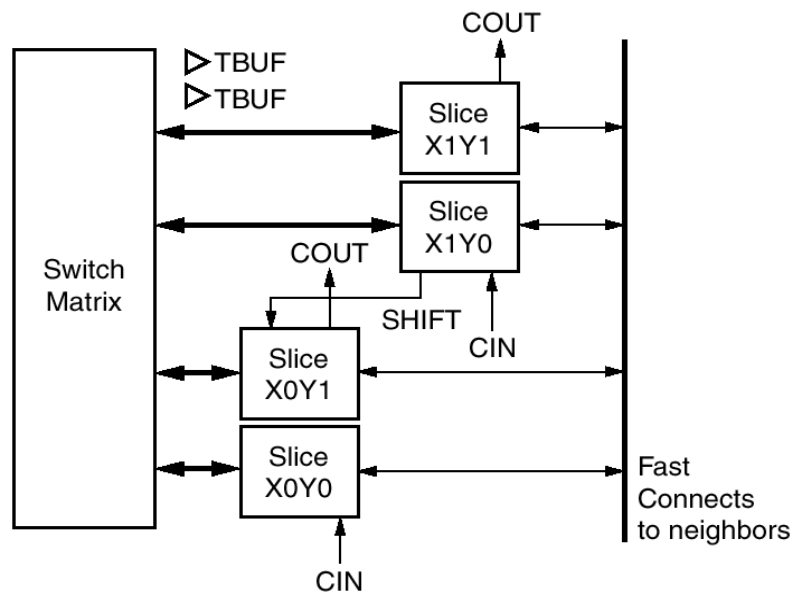 COUT
TBUF
TBUF
Slice
X1Y1
Slice
X1Y0
COUT
Switch
Matrix
SHIFT
CIN
Slice
X0Y1
Slice
X0Y0
Fast
Connects
to neighbors
CIN